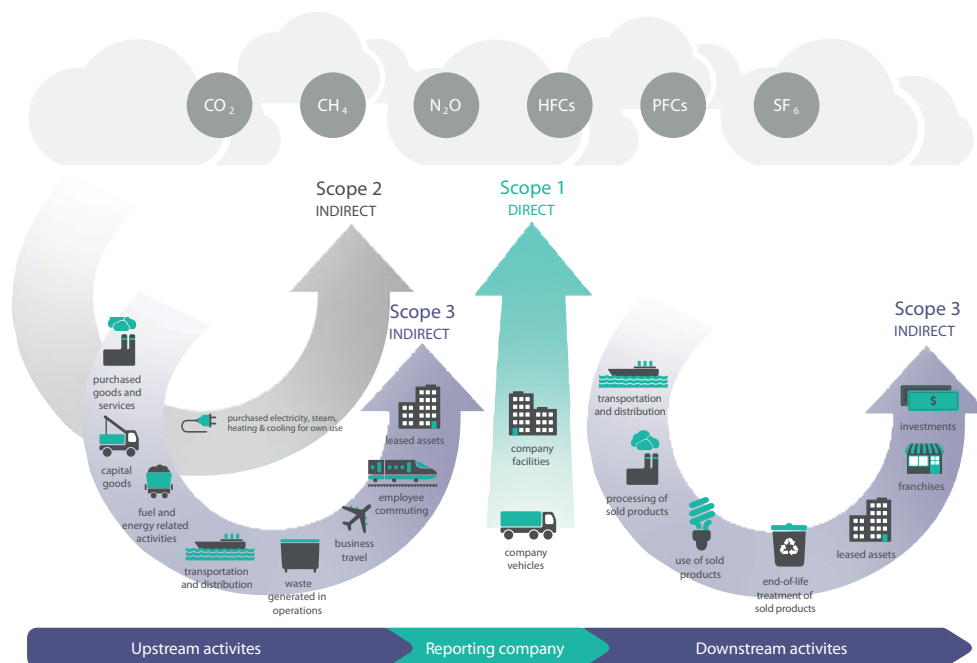 CO2
CH4
N2O
HFCs
PFCs
SF6
Scope 2
INDIRECT
Scope 1
DIRECT
Scope 3
INDIRECT
Scope 3
INDIRECT
purchased
goods and
services
capital
goods
fuel and
energy related
activities
transportation
and distribution
waste
generated in
operations
business
travel
employee
commuting
leased assets
purchased electricity, steam,
heating & cooling for own use
company
facilities
company
vehicles
transportation
and distribution
processing of
sold products
use of sold
products
end-of-life
treatment of
sold products
leased assets
franchises
$
investments
Upstream activites
Reporting company
Downstream activites